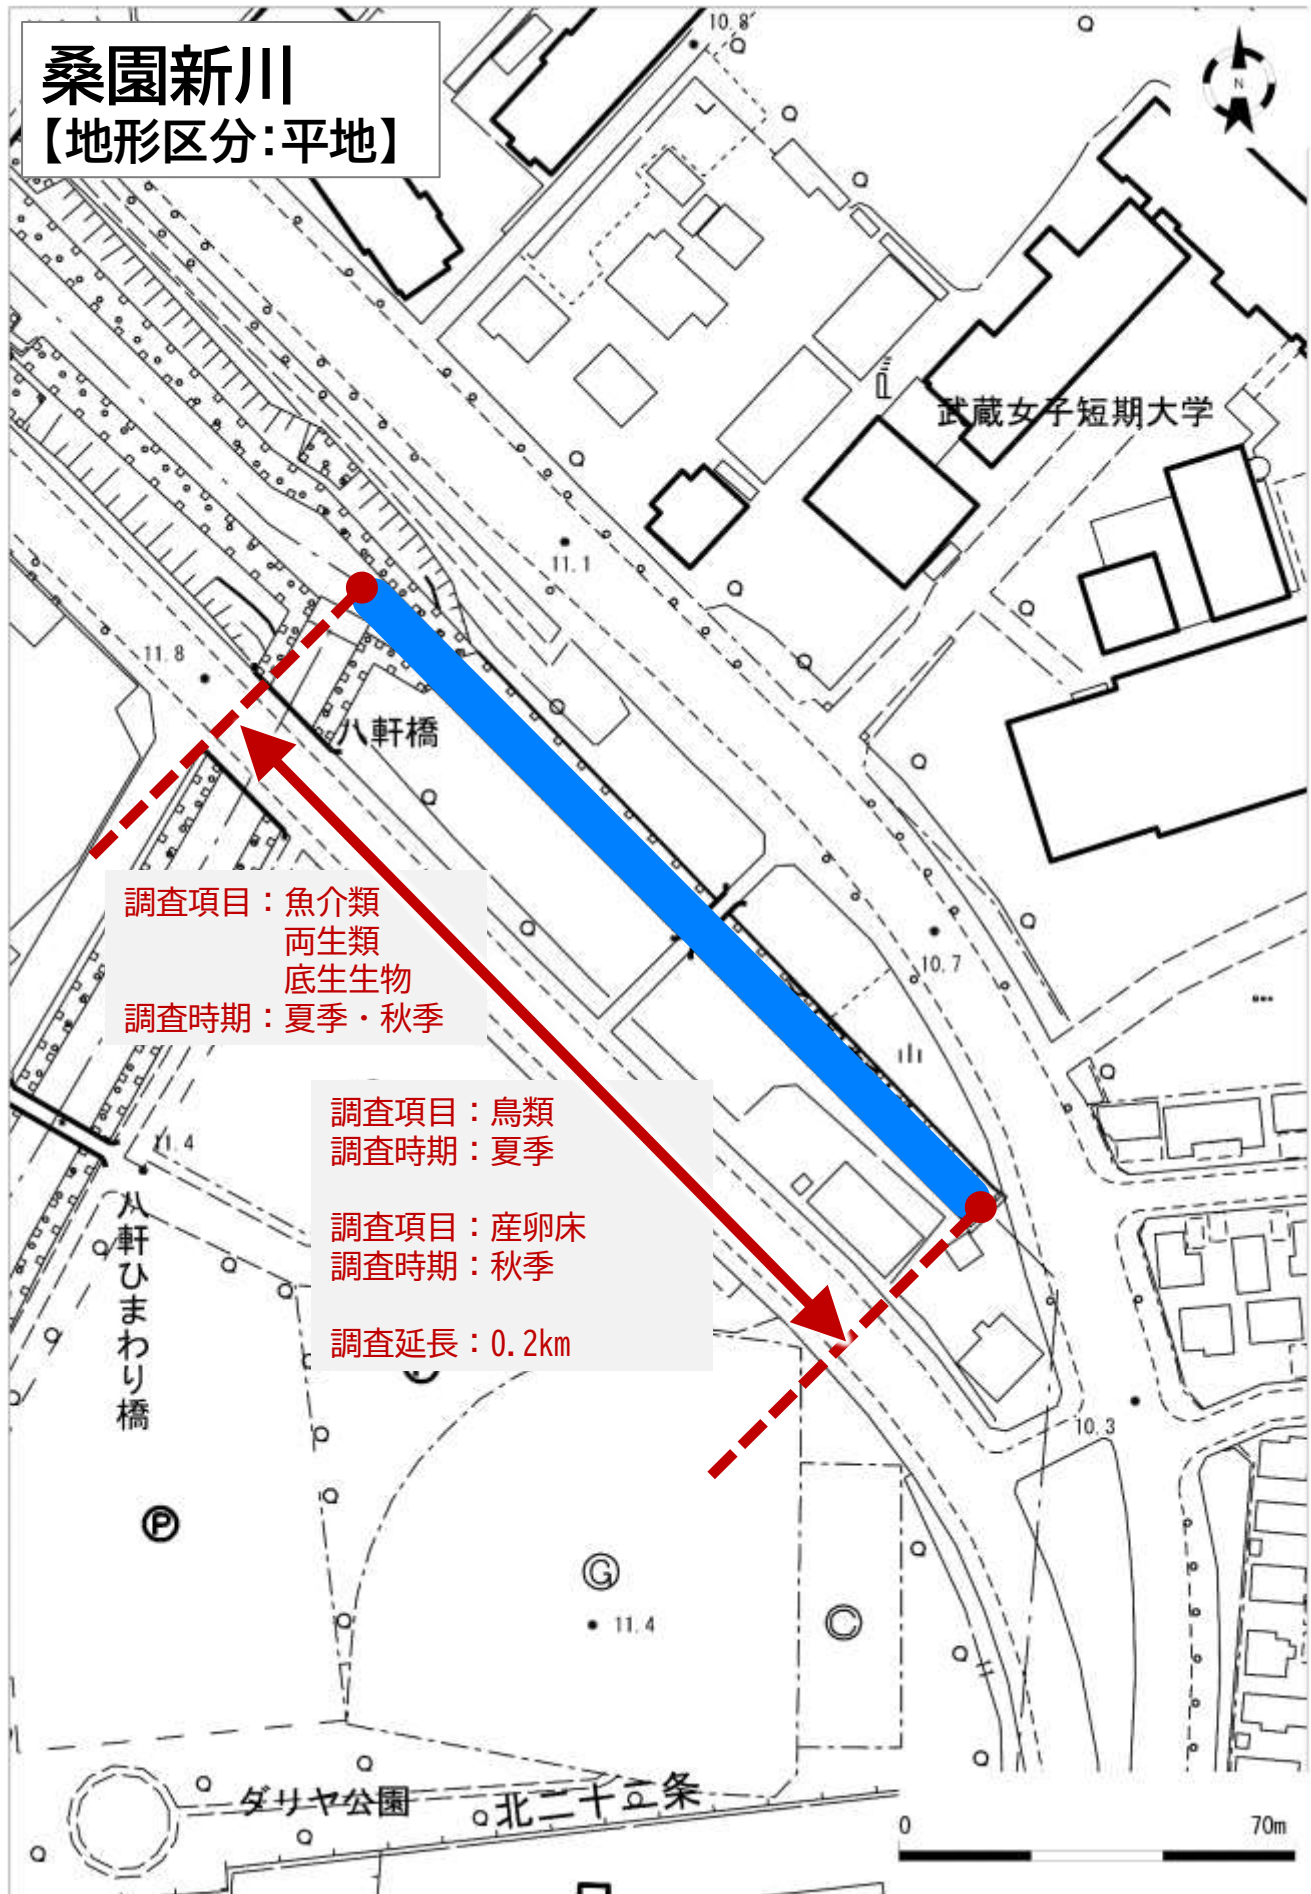 桑園新川
【地形区分：平地】
10.8
N
武蔵女子短期大学
11.1
11.8
八軒橋
調査項目：魚介類
両生類
底生生物
調査時期：夏季・秋季
10.7
調査項目：鳥類
調査時期：夏季
調査項目：産卵床
調査時期：秋季
調査延長：0.2km
11.4
八軒ひまわり橋
10.3
P
G
11.4
C
ダリヤ公園
北二十二条
0
70m